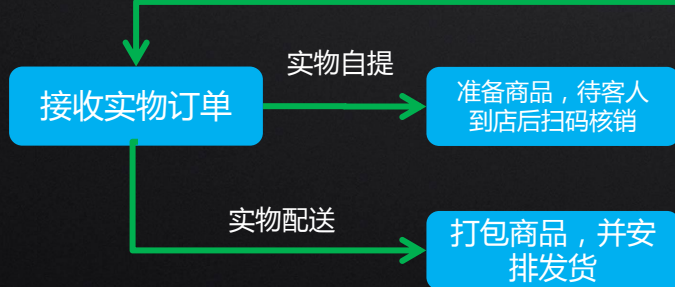 实物自提
接收实物订单
准备商品，待客人
到店后扫码核销
实物配送
打包商品，并安
排发货